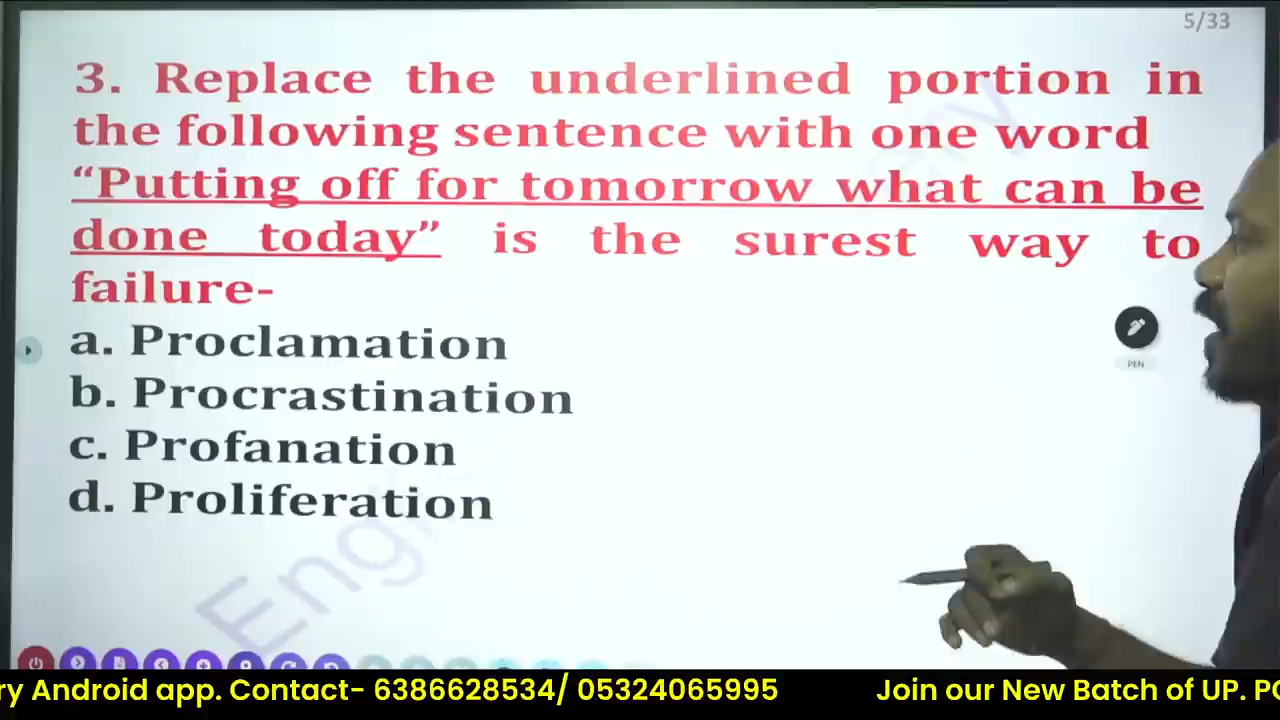 5/33
3. Replace the underlined portion in
the following sentence with one word
“Putting off for tomorrow what can be
done today” is the surest way to
failure-
a. Proclamation
b. Procrastination
c. Profanation
d. Proliferation
PEN
ry Android app. Contact- 6386628534/ 05324065995 Join our New Batch of UP. PG